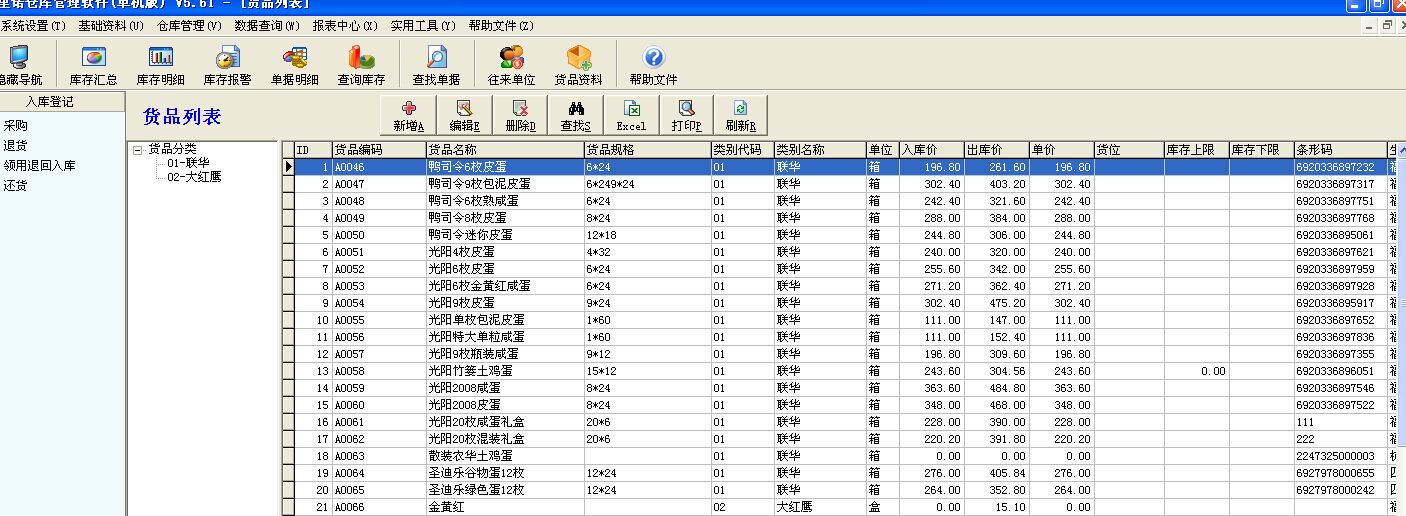 里诺仓库管理软件(单机版) V5.61 - [货品列表]
系统设置(T) 基础资料(U) 仓库管理(V) 数据查询(W) 报表中心(X) 实用工具(Y) 帮助文件(Z)
隐藏导航 库存汇总 库存明细 库存报警 单据明细 查询库存 查找单据 往来单位 货品资料 帮助文件
入库登记
采购
退货
领用退回入库
还货
货品列表
新增A 编辑E 删除D 查找S Excel 打印P 刷新R
货品分类
01-联华
02-大红鹰
ID 货品编码 货品名称 货品规格 类别代码 类别名称 单位 入库价 出库价 单价 货位 库存上限 库存下限 条形码
1 A0046 鸭司令6枚皮蛋 6*24 01 联华 箱 196.80 261.60 196.80 6920336897232
2 A0047 鸭司令9枚包泥皮蛋 6*249*24 01 联华 箱 302.40 403.20 302.40 6920336897317
3 A0048 鸭司令6枚熟咸蛋 6*24 01 联华 箱 242.40 321.60 242.40 6920336897751
4 A0049 鸭司令8枚皮蛋 8*24 01 联华 箱 288.00 384.00 288.00 6920336897768
5 A0050 鸭司令迷你皮蛋 12*18 01 联华 箱 244.80 306.00 244.80 6920336895061
6 A0051 光阳4枚皮蛋 4*32 01 联华 箱 240.00 320.00 240.00 6920336897621
7 A0052 光阳6枚皮蛋 6*24 01 联华 箱 255.60 342.00 255.60 6920336897959
8 A0053 光阳6枚金黄红咸蛋 6*24 01 联华 箱 271.20 362.40 271.20 6920336897928
9 A0054 光阳9枚皮蛋 9*24 01 联华 箱 302.40 475.20 302.40 6920336895917
10 A0055 光阳单枚包泥皮蛋 1*60 01 联华 箱 111.00 147.00 111.00 6920336897652
11 A0056 光阳特大单粒咸蛋 1*60 01 联华 箱 111.00 152.40 111.00 6920336897836
12 A0057 光阳9枚瓶装咸蛋 9*12 01 联华 箱 196.80 309.60 196.80 6920336897355
13 A0058 光阳竹篓土鸡蛋 15*12 01 联华 箱 243.60 304.56 243.60 0.00 6920336896051
14 A0059 光阳2008咸蛋 8*24 01 联华 箱 363.60 484.80 363.60 6920336897546
15 A0060 光阳2008皮蛋 8*24 01 联华 箱 348.00 468.00 348.00 6920336897522
16 A0061 光阳20枚咸蛋礼盒 20*6 01 联华 箱 228.00 390.00 228.00 111
17 A0062 光阳20枚混装礼盒 20*6 01 联华 箱 220.20 391.80 220.20 222
18 A0063 散装农华土鸡蛋 01 联华 箱 0.00 0.00 0.00 2247325000003
19 A0064 圣迪乐谷物蛋12枚 12*24 01 联华 箱 276.00 405.84 276.00 6927978000655
20 A0065 圣迪乐绿色蛋12枚 12*24 01 联华 箱 264.00 352.80 264.00 6927978000242
21 A0066 金黄红 02 大红鹰 盒 0.00 15.10 0.00